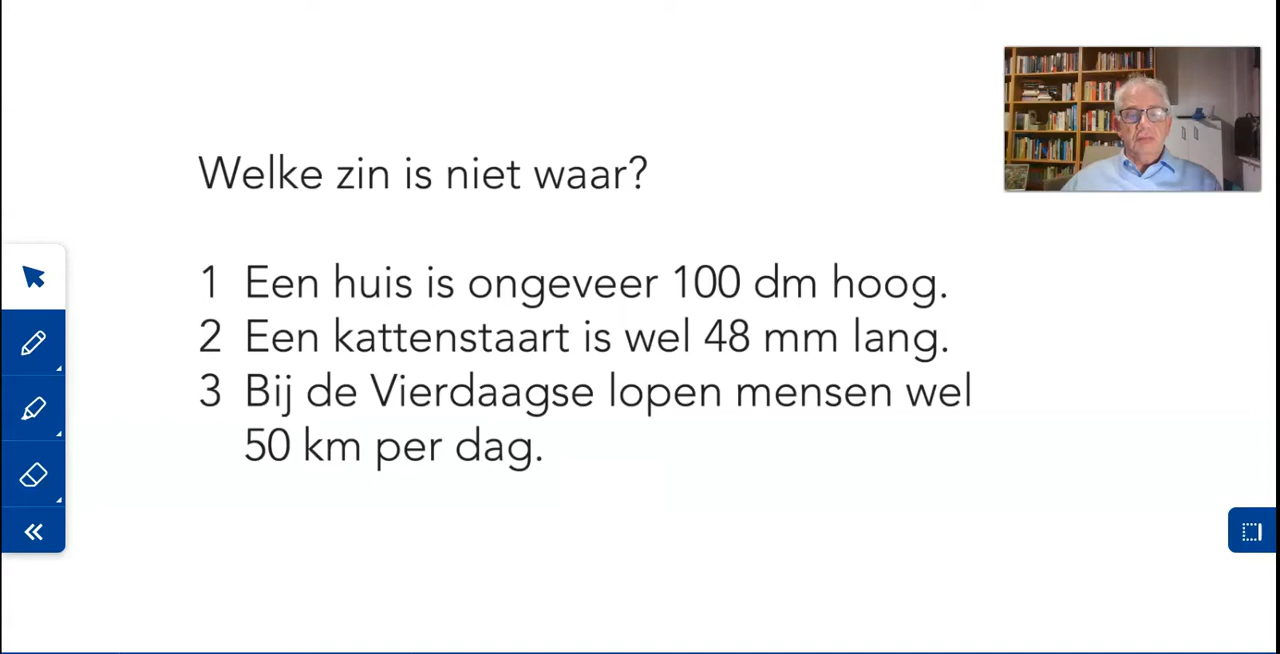 Welke zin is niet waar?
1 Een huis is ongeveer 100 dm hoog.
2 Een kattenstaart is wel 48 mm lang.
3 Bij de Vierdaagse lopen mensen wel
50 km per dag.